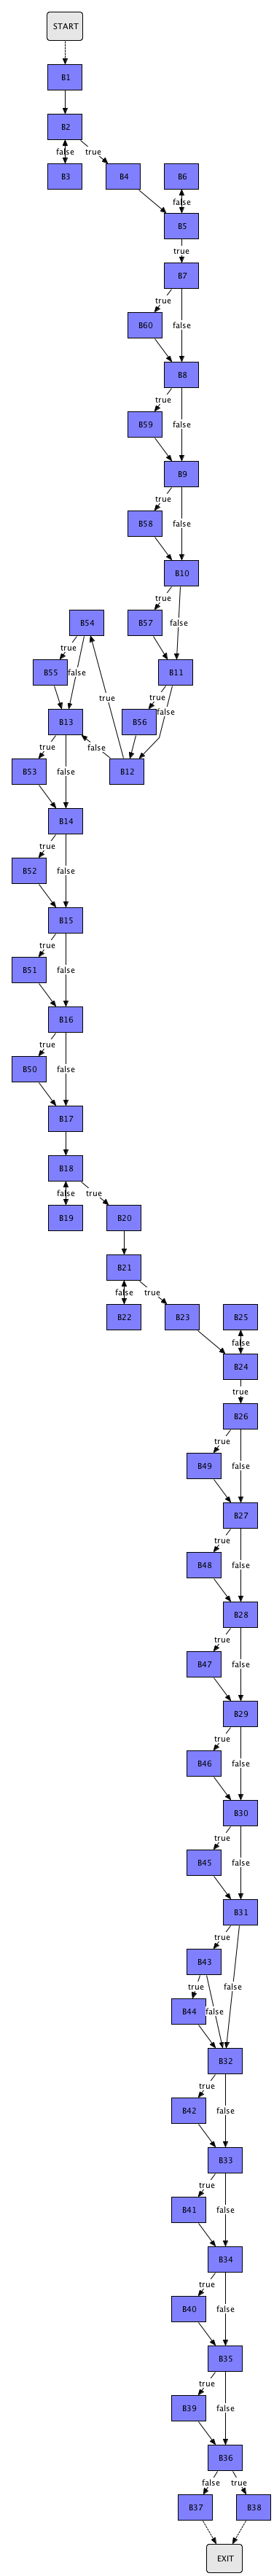 START
B1
B2
false true
B3 B4 B6
false
B5
true
B7
true
B60 false
B8
true
B59 false
B9
true
B58 false
B10
true
B54 B57 false
true
B55 false B11
true
true
B13 B56 false
true false
B53 false B12
B14
true
B52 false
B15
true
B51 false
B16
true
B50 false
B17
B18
false true
B19 B20
B21
false true
B22 B23 B25
false
B24
true
B26
true
B49 false
B27
true
B48 false
B28
true
B47 false
B29
true
B46 false
B30
true
B45 false
B31
true
B43
true false
B44 false
B32
true
B42 false
B33
true
B41 false
B34
true
B40 false
B35
true
B39 false
B36
false true
B37 B38
EXIT